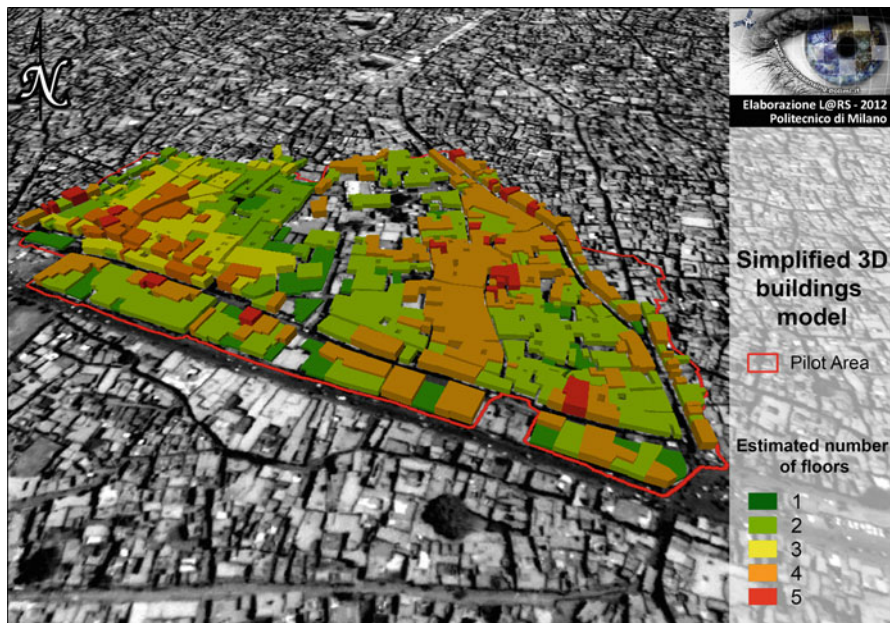 N
Elaborazione L@RS - 2012
Politecnico di Milano
Simplified 3D
buildings
model
Pilot Area
Estimated number
of floors
1
2
3
4
5